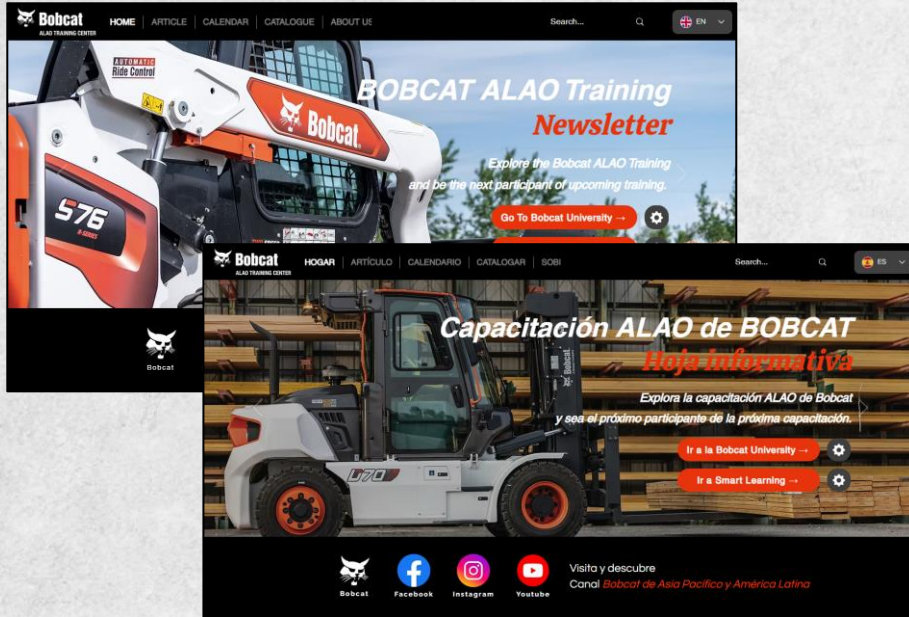 Bobcat
ALAO TRAINING CENTER
HOME
ARTICLE
CALENDAR
CATALOGUE
ABOUT US
Search...
EN
AUTOMATIC
Ride Control
Bobcat
S76
R-SERIES
BOBCAT ALAO Training
Newsletter
Explore the Bobcat ALAO Training
and be the next participant of upcoming training.
Go To Bobcat University →
Bobcat
Bobcat
ALAO TRAINING CENTER
HOGAR
ARTÍCULO
CALENDARIO
CATALOGAR
SOBI
Search...
ES
Bobcat
D70
Capacitación ALAO de BOBCAT
Hoja informativa
Explora la capacitación ALAO de Bobcat
y sea el próximo participante de la próxima capacitación.
Ir a la Bobcat University →
Ir a Smart Learning →
Bobcat
Facebook
Instagram
Youtube
Visita y descubre
Canal Bobcat de Asia Pacífico y América Latina